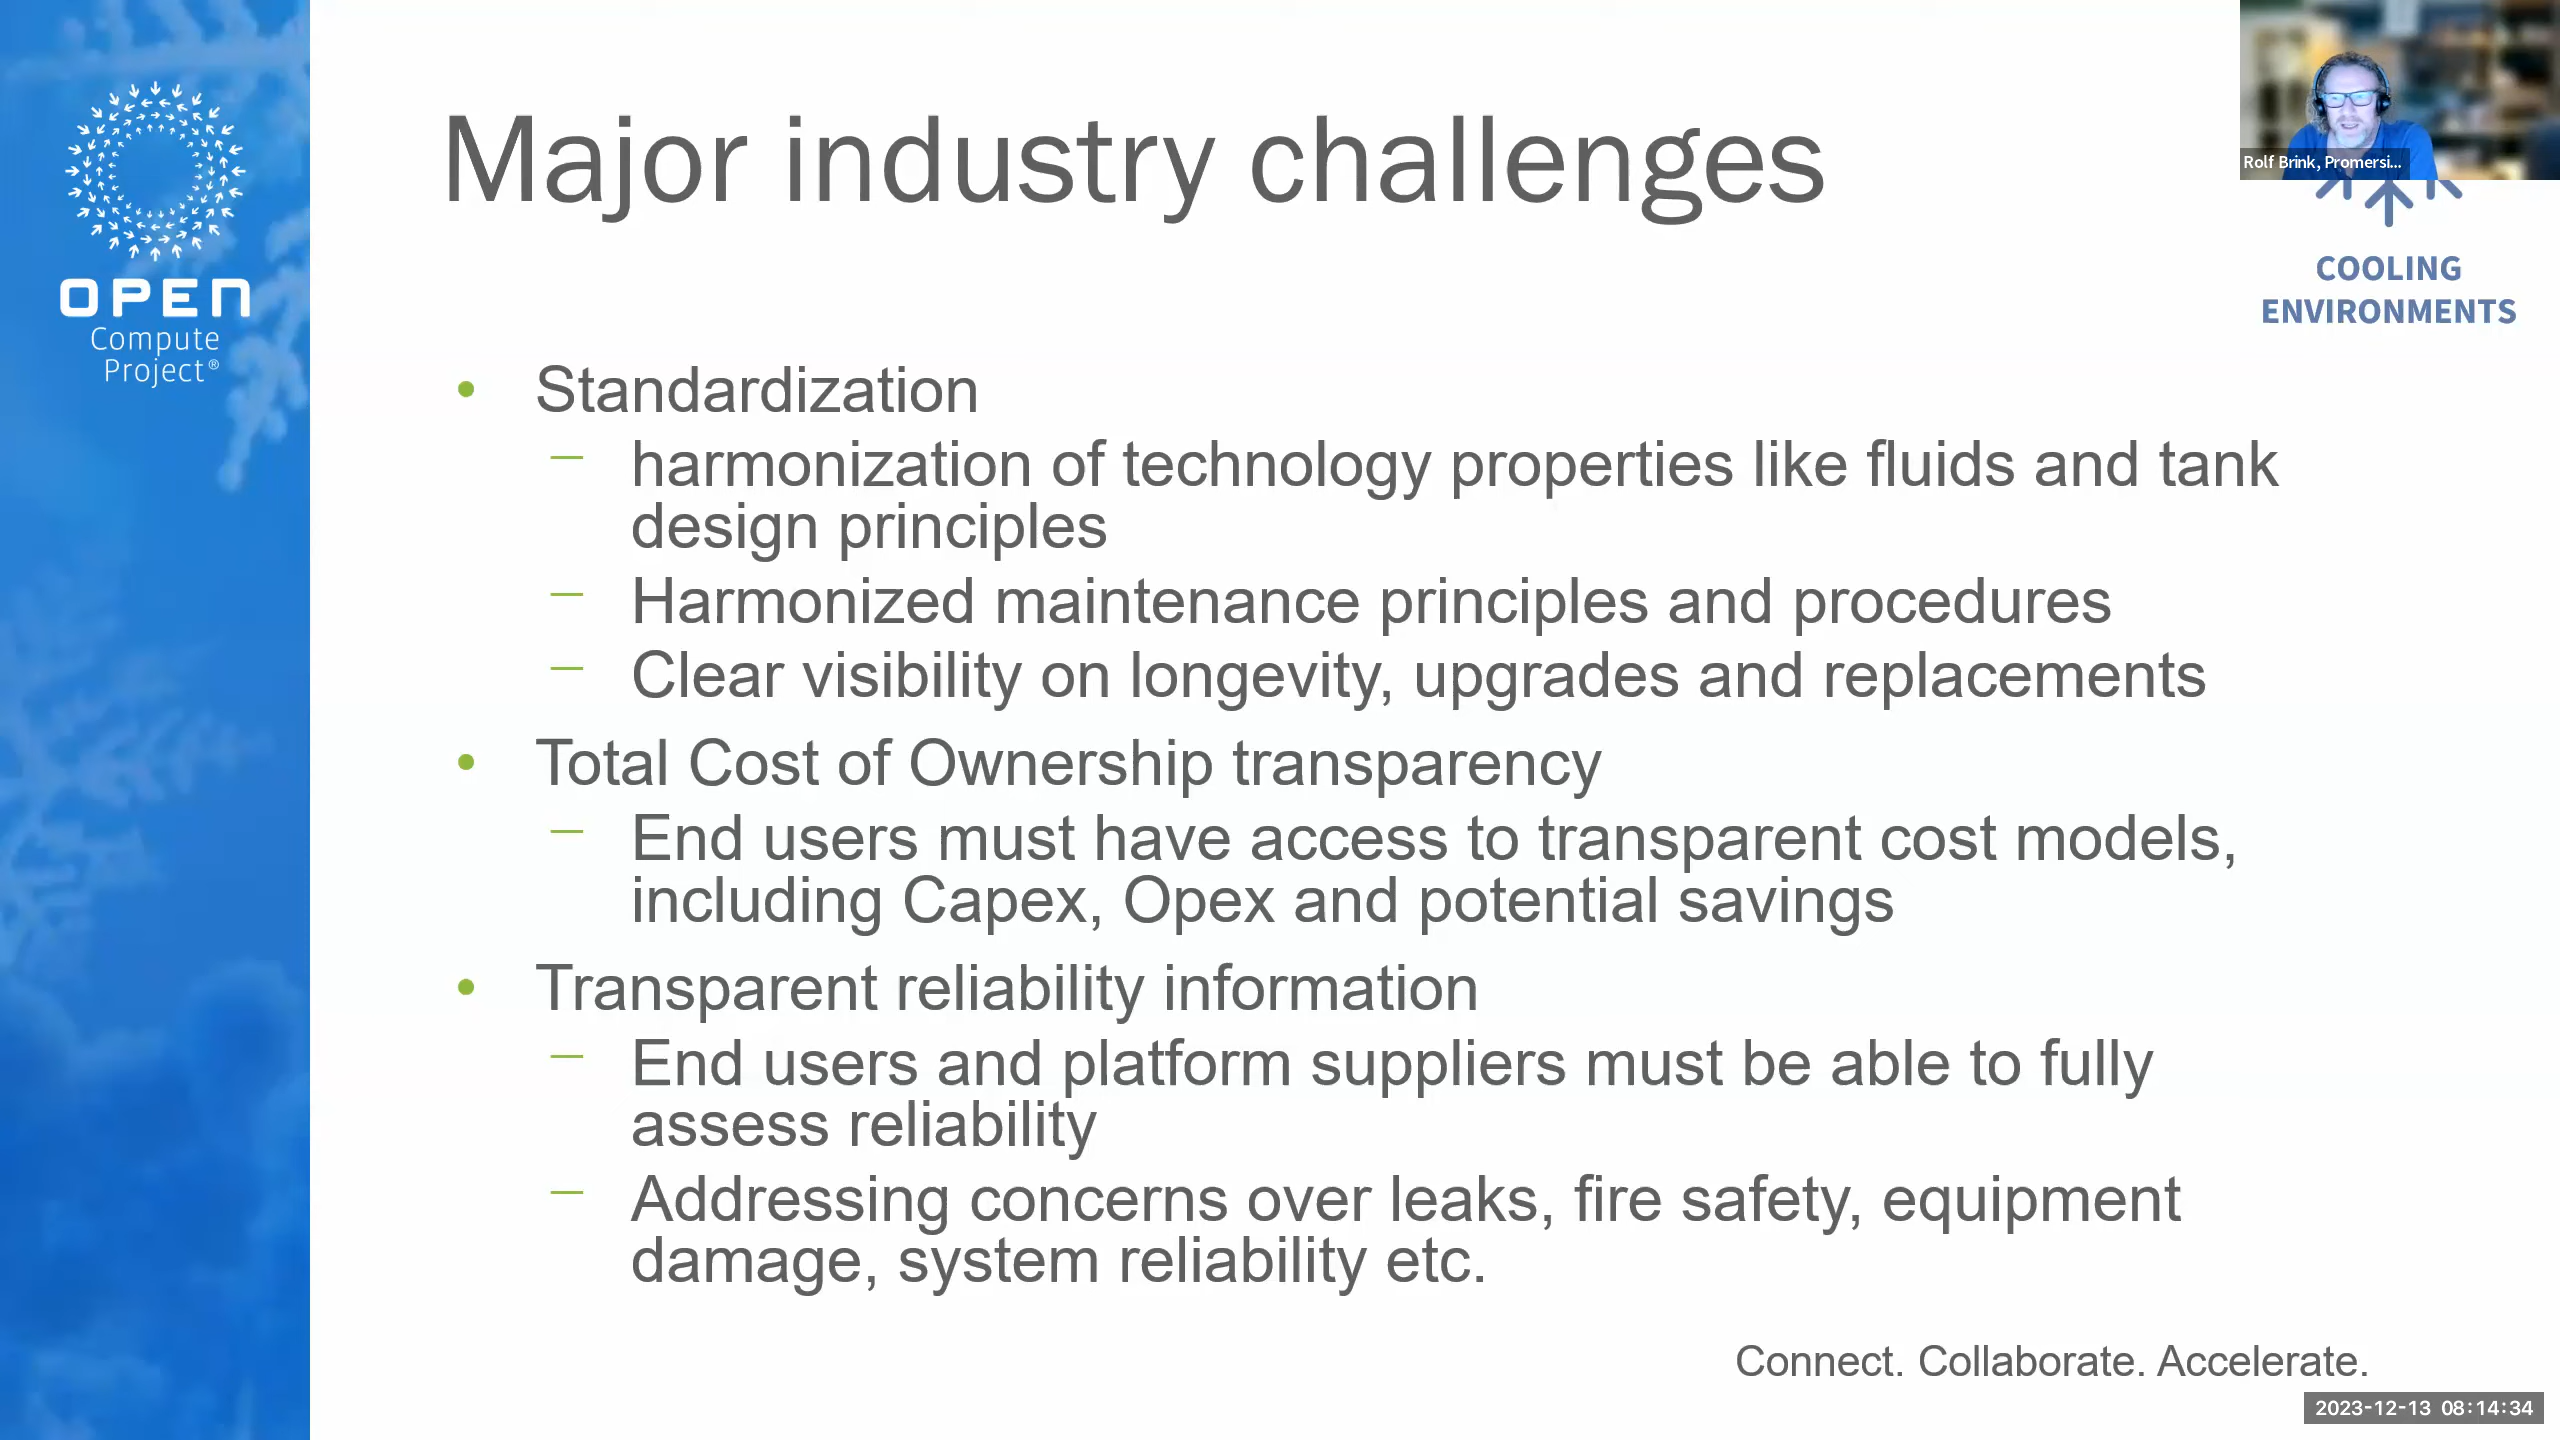 Major industry challenges
Rolf Brink, Promersi...
OPEN
Compute
Project®
COOLING
ENVIRONMENTS
• Standardization
– harmonization of technology properties like fluids and tank
design principles
– Harmonized maintenance principles and procedures
– Clear visibility on longevity, upgrades and replacements
• Total Cost of Ownership transparency
– End users must have access to transparent cost models,
including Capex, Opex and potential savings
• Transparent reliability information
– End users and platform suppliers must be able to fully
assess reliability
– Addressing concerns over leaks, fire safety, equipment
damage, system reliability etc.
Connect. Collaborate. Accelerate.
2023-12-13 08:14:34